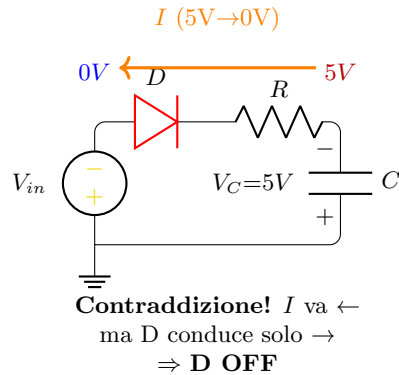 I (5V→0V)
0V
5V
D
R
−
V_in
−
+
V_C=5V
C
+
Contraddizione! I va ←
ma D conduce solo →
⇒ D OFF